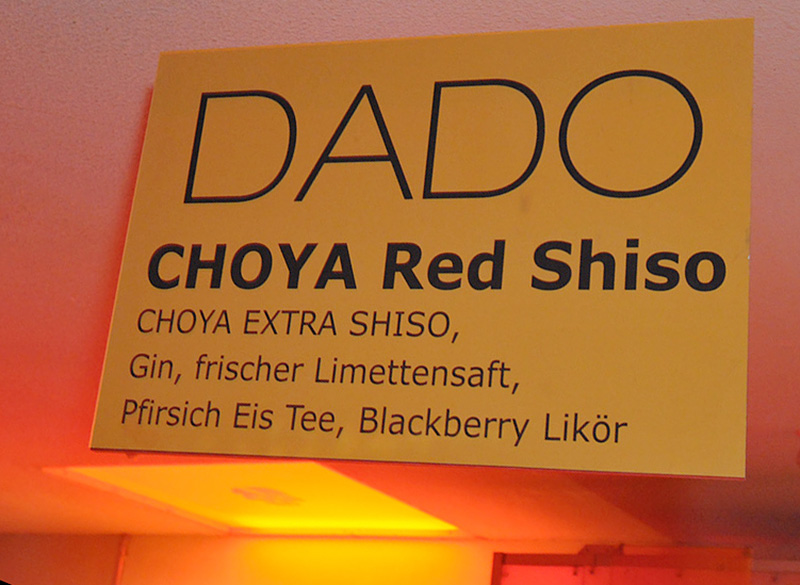 DADO
CHOYA Red Shiso
CHOYA EXTRA SHISO,
Gin, frischer Limettensaft,
Pfirsich Eis Tee, Blackberry Likör